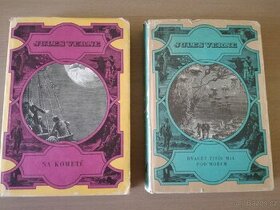 JULES VERNE
NA KOMETĚ
JULES VERNE
DVACET TISÍC MIL
POD MOŘEM